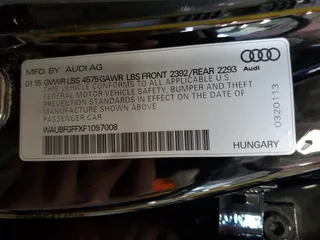 MFD BY AUDI AG
01 15 GVWR LBS 4575 GAWR LBS FRONT 2392/REAR 2293
THIS VEHICLE CONFORMS TO ALL APPLICABLE
FEDERAL MOTOR VEHICLE SAFETY, BUMPER AND THEFT
PREVENTION STANDARDS IN EFFECT ON THE
DATE OF MANUFACTURE SHOWN ABOVE
PASSENGER CAR
WAUBFGFFXF1097008
Audi
0320113
HUNGARY